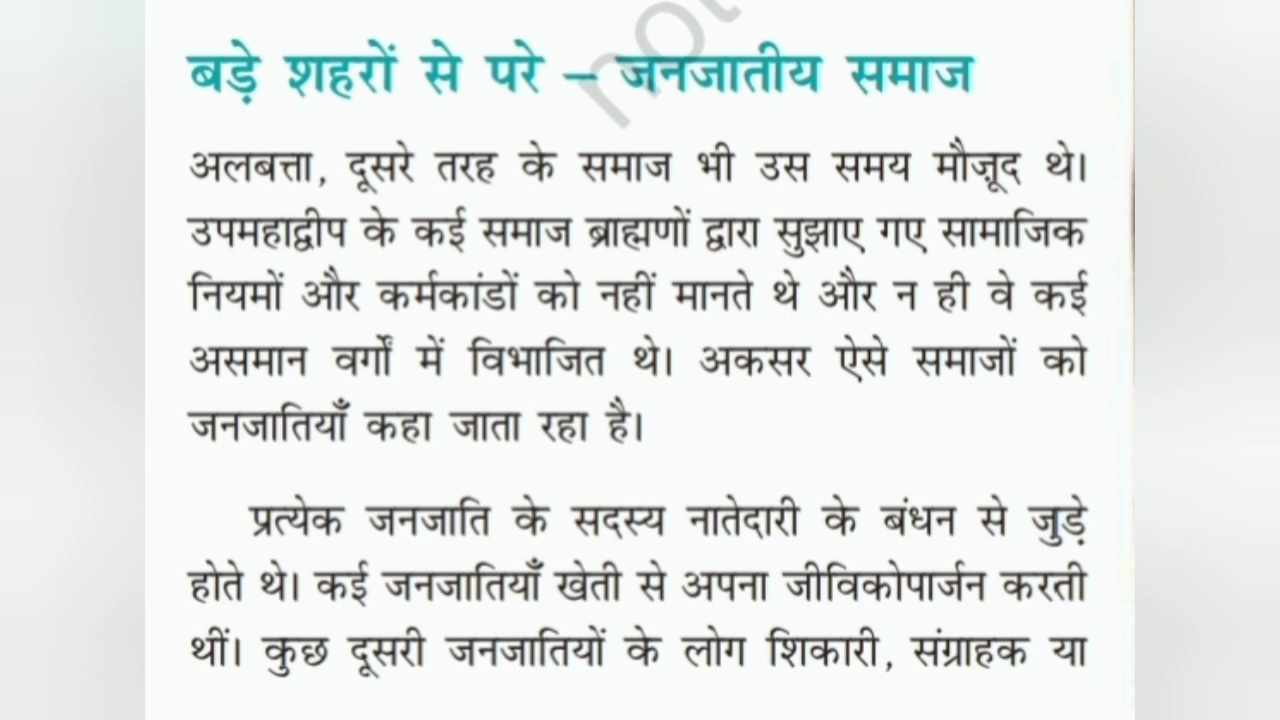 not
बड़े शहरों से परे – जनजातीय समाज
अलबत्ता, दूसरे तरह के समाज भी उस समय मौज़ूद थे।
उपमहाद्वीप के कई समाज ब्राह्मणों द्वारा सुझाए गए सामाजिक
नियमों और कर्मकांडों को नहीं मानते थे और न ही वे कई
असमान वर्गों में विभाजित थे। अकसर ऐसे समाजों को
जनजातियाँ कहा जाता रहा है।
प्रत्येक जनजाति के सदस्य नातेदारी के बंधन से जुड़े
होते थे। कई जनजातियाँ खेती से अपना जीविकोपार्जन करती
थीं। कुछ दूसरी जनजातियों के लोग शिकारी, संग्राहक या